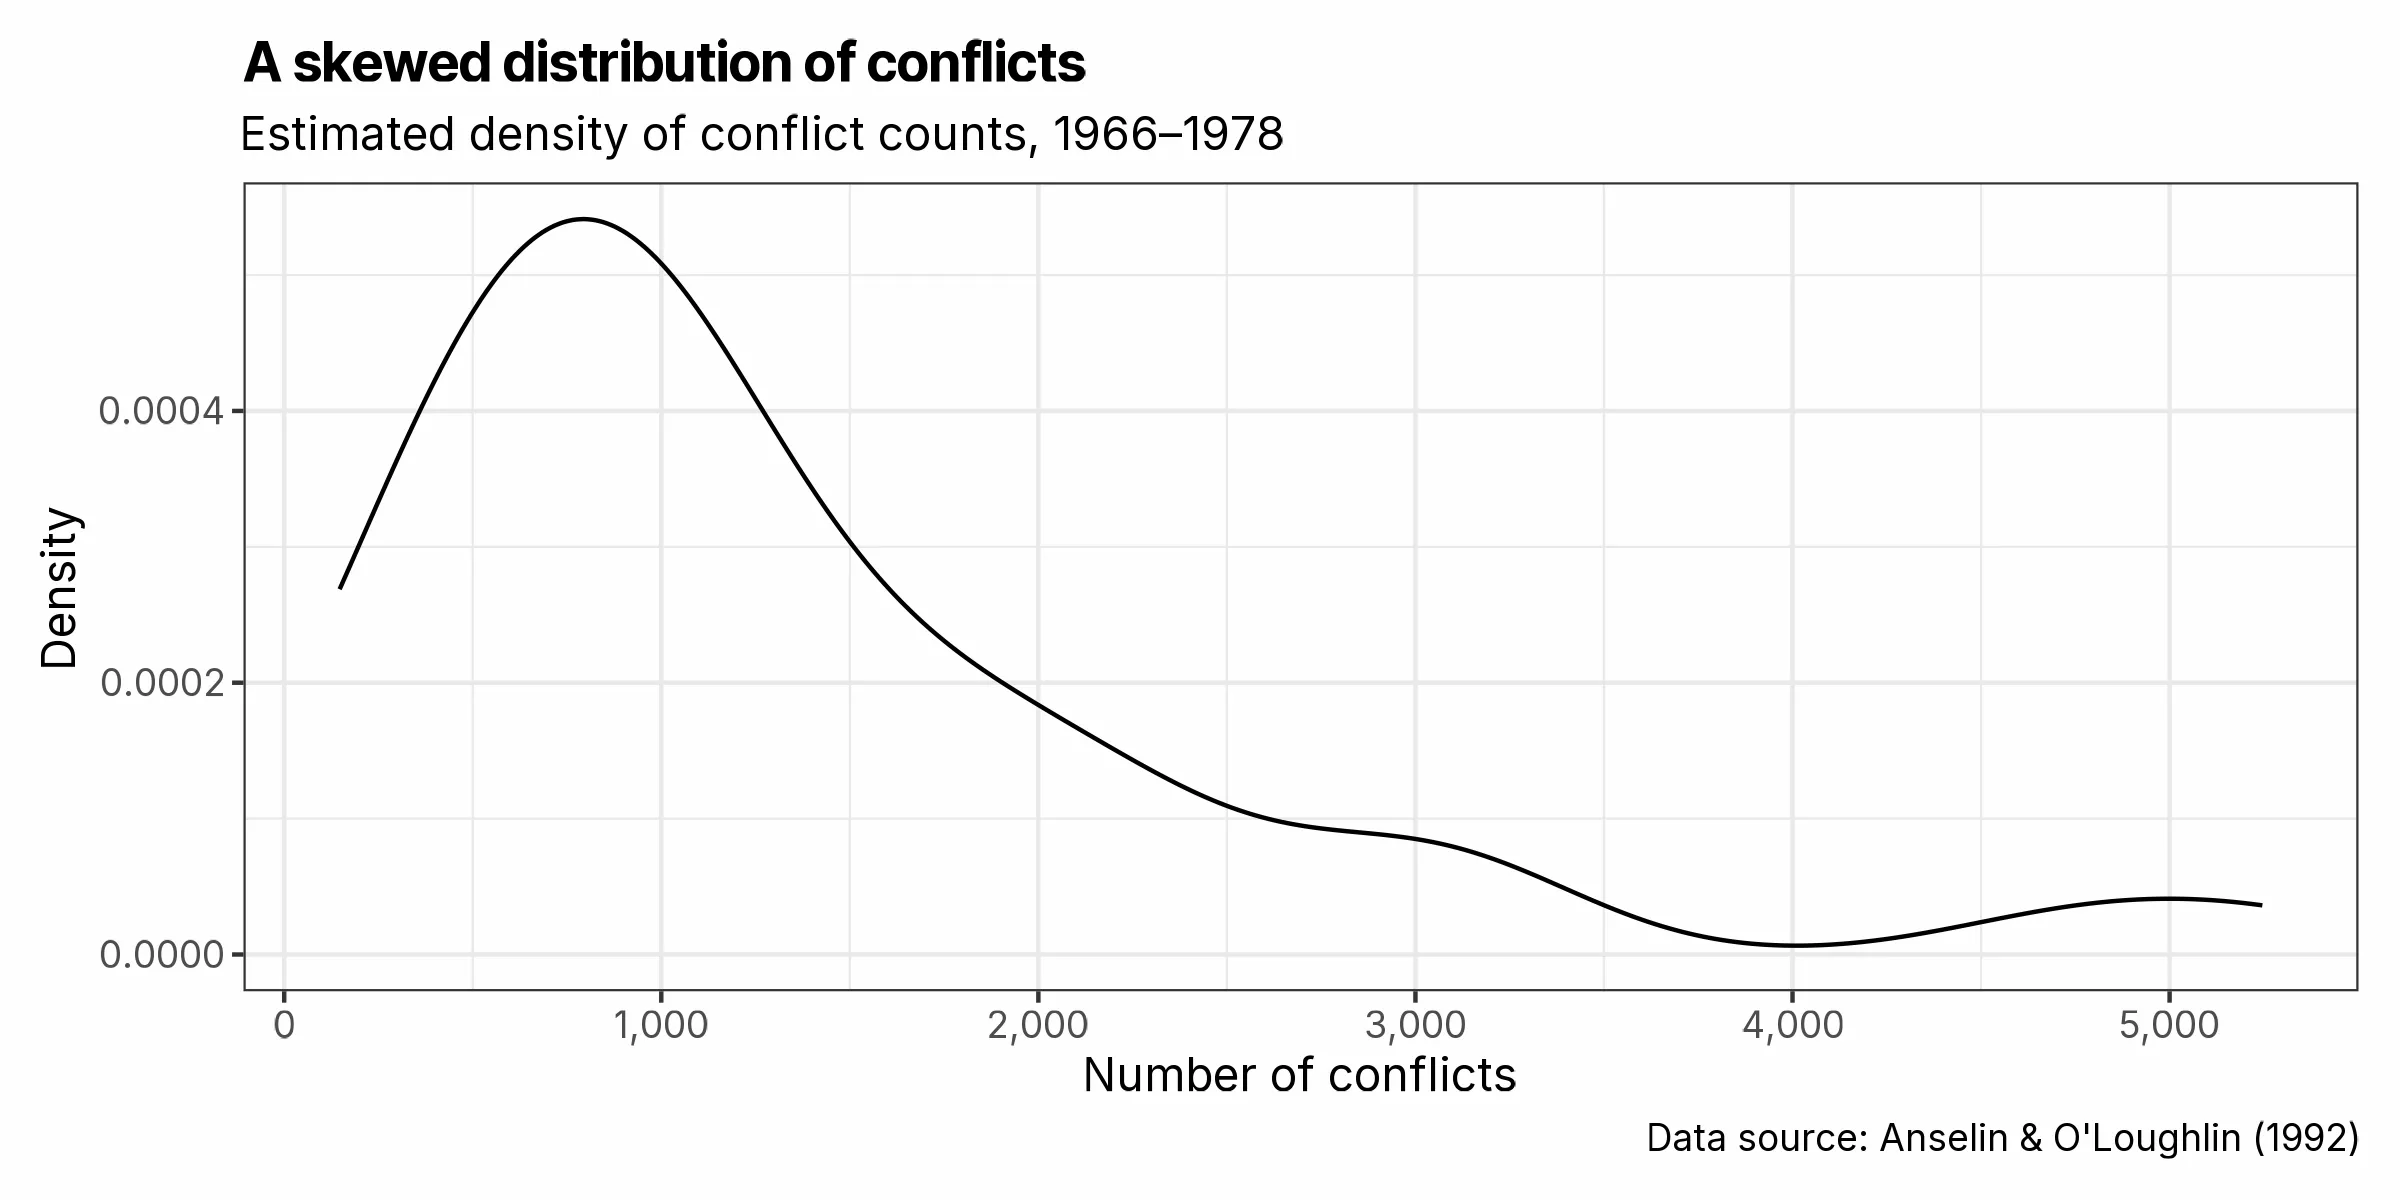 A skewed distribution of conflicts
Estimated density of conflict counts, 1966–1978
Density
0.0004
0.0002
0.0000
0 1,000 2,000 3,000 4,000 5,000
Number of conflicts
Data source: Anselin & O'Loughlin (1992)